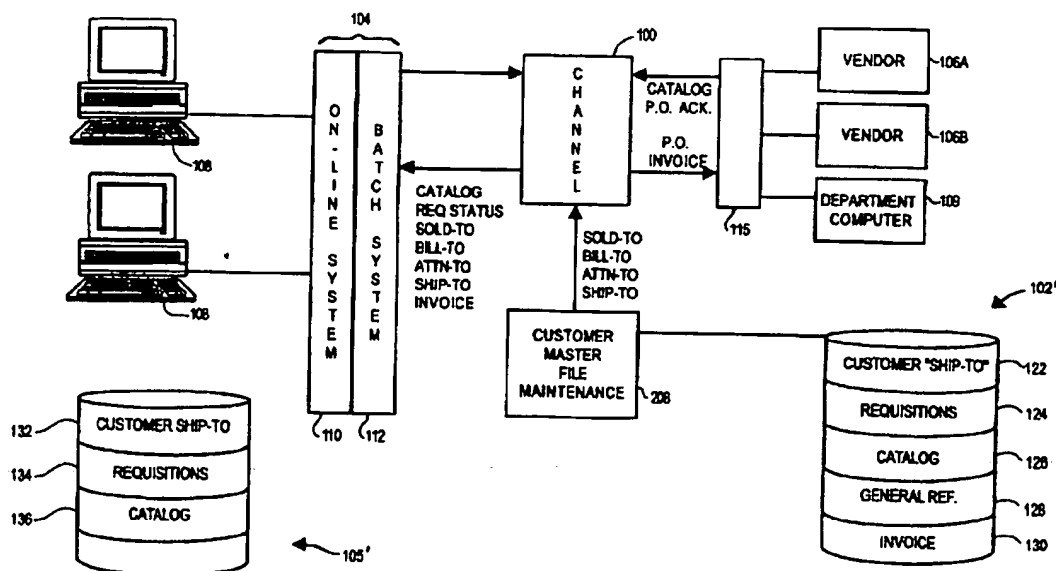 104
100
VENDOR
106A
CHANNEL
CATALOG
P.O. ACK.
ON-LINE SYSTEM
BATCH SYSTEM
108
VENDOR
106B
P.O.
INVOICE
CATALOG
REQ STATUS
SOLD-TO
BILL-TO
ATTN-TO
SHIP-TO
INVOICE
DEPARTMENT
COMPUTER
109
115
SOLD-TO
BILL-TO
ATTN-TO
SHIP-TO
108
102'
CUSTOMER
MASTER
FILE
MAINTENANCE
208
CUSTOMER "SHIP-TO"
122
REQUISITIONS
124
CATALOG
126
GENERAL REF.
128
INVOICE
130
110
112
132
CUSTOMER SHIP-TO
134
REQUISITIONS
136
CATALOG
105'